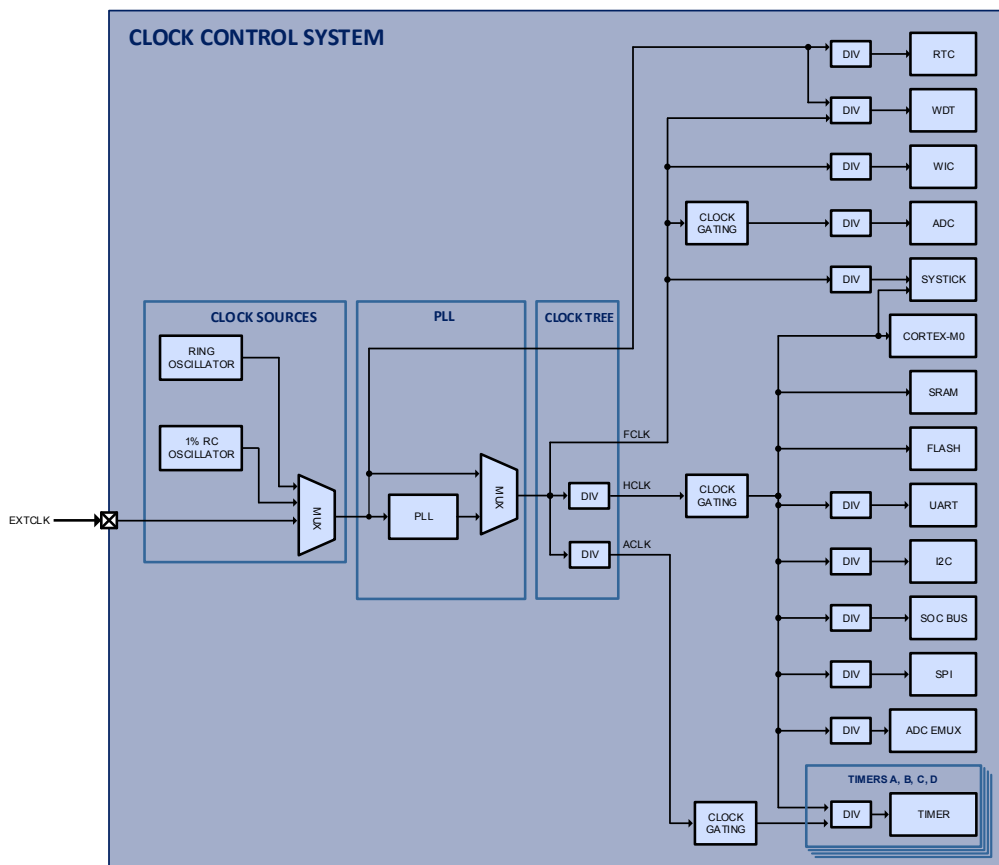 CLOCK CONTROL SYSTEM
DIV
RTC
DIV
WDT
DIV
WIC
CLOCK
GATING
DIV
ADC
DIV
SYSTICK
CLOCK SOURCES
PLL
CLOCK TREE
RING
OSCILLATOR
CORTEX-M0
SRAM
1% RC
OSCILLATOR
FCLK
FLASH
MUX
MUX
HCLK
DIV
CLOCK
GATING
DIV
UART
EXTCLK
PLL
ACLK
DIV
DIV
I2C
DIV
SOC BUS
DIV
SPI
DIV
ADC EMUX
TIMERS A, B, C, D
CLOCK
GATING
DIV
TIMER